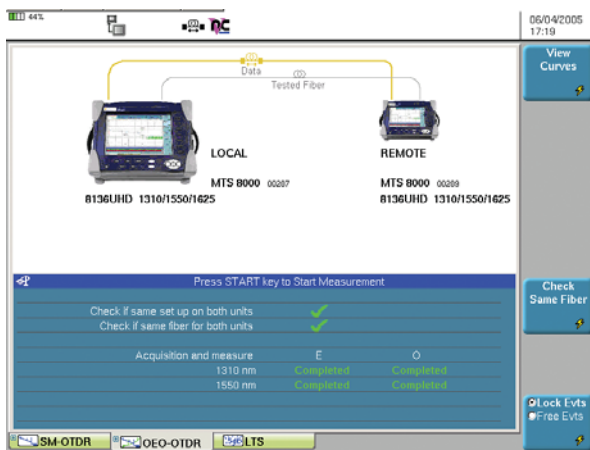 44%
nc
06/04/2005
17:19
View
Curves
Data
Tested Fiber
LOCAL
REMOTE
MTS 8000 00207
MTS 8000 00209
8136UHD 1310/1550/1625
8136UHD 1310/1550/1625
Press START key to Start Measurement
Check
Same Fiber
Check if same set up on both units
Check if same fiber for both units
Acquisition and measure E O
1310 nm Completed Completed
1550 nm Completed Completed
Lock Evts
Free Evts
SM-OTDR OEO-OTDR LTS